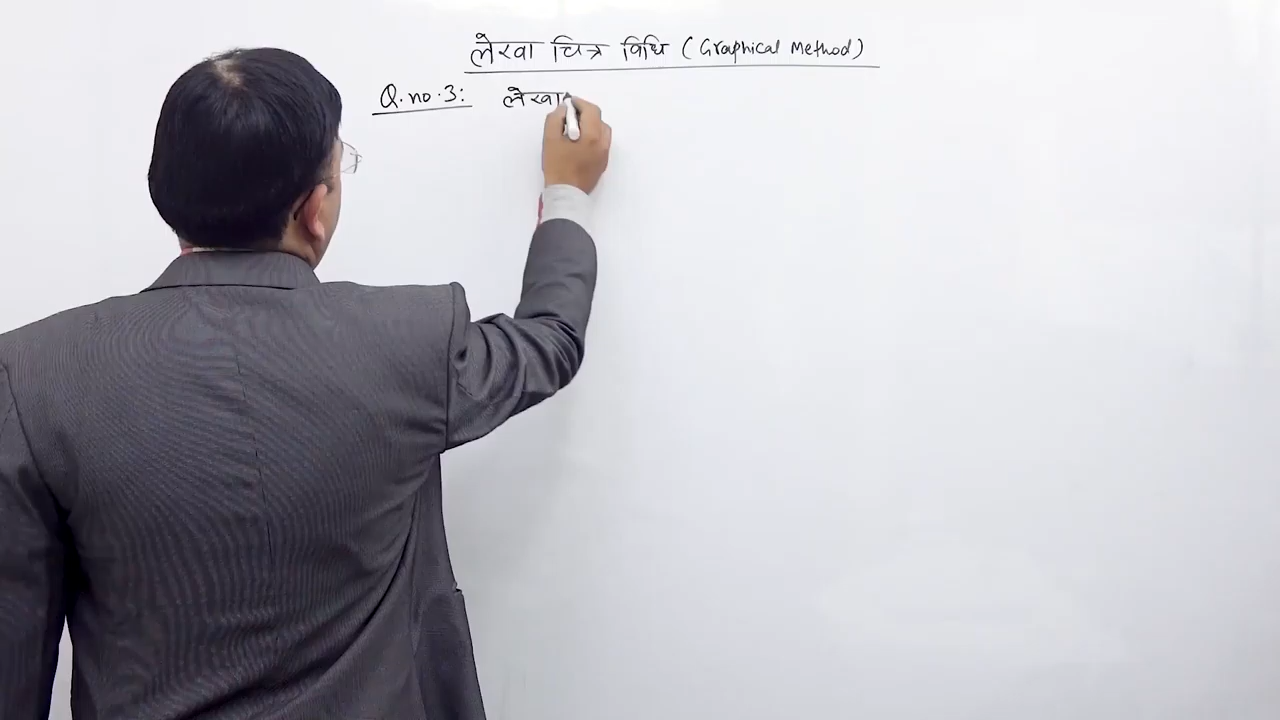 लेखा चित्र विधि (Graphical Method)
Q.no.3: लेखा